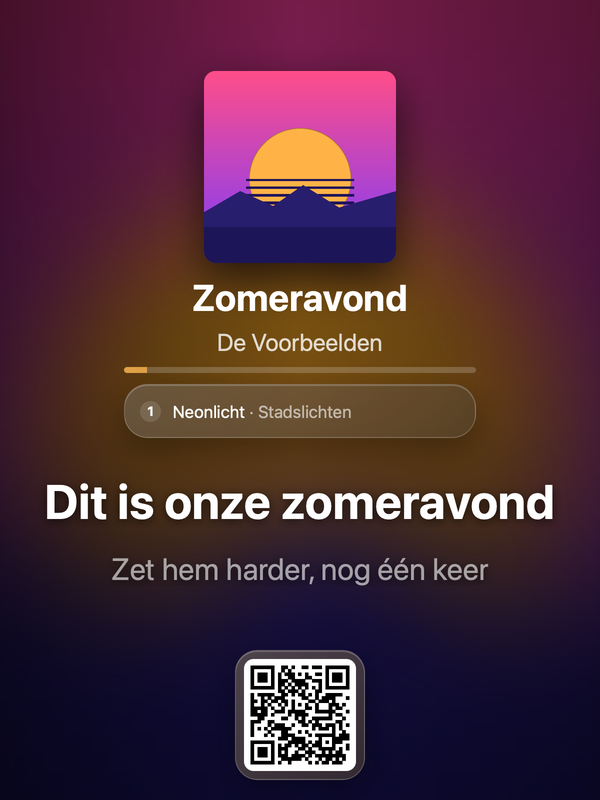 Zomeravond
De Voorbeelden
1 Neonlicht · Stadslichten
Dit is onze zomeravond
Zet hem harder, nog één keer